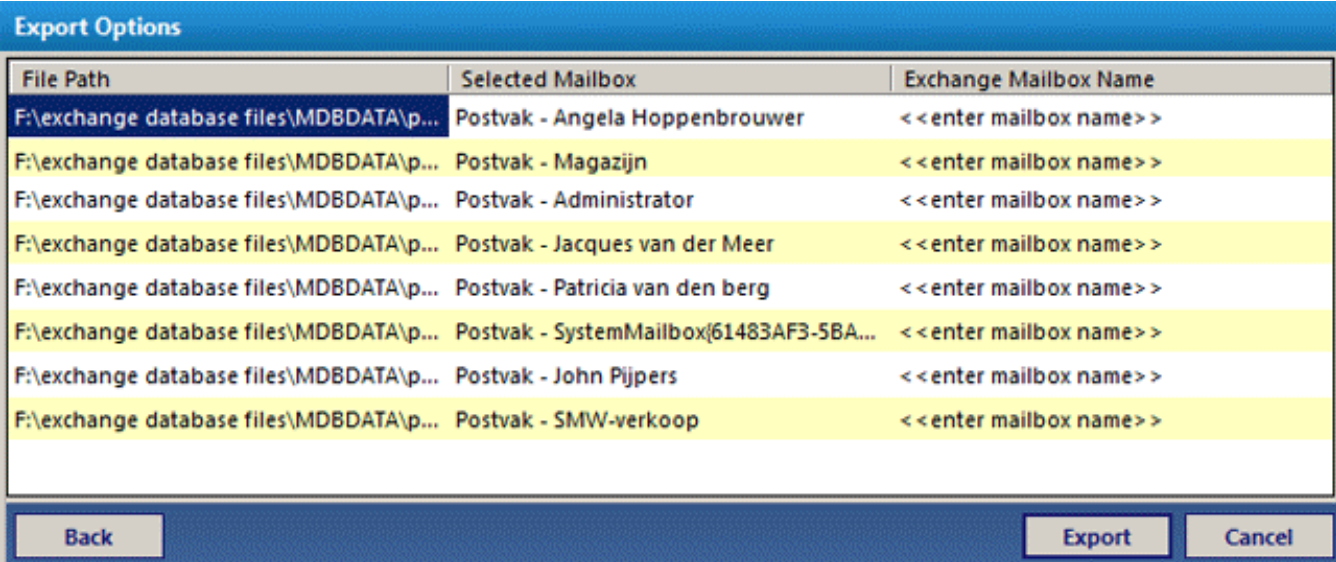 Export Options
File Path Selected Mailbox Exchange Mailbox Name
F:\exchange database files\MDBDATA\p... Postvak - Angela Hoppenbrouwer <<enter mailbox name>>
F:\exchange database files\MDBDATA\p... Postvak - Magazijn <<enter mailbox name>>
F:\exchange database files\MDBDATA\p... Postvak - Administrator <<enter mailbox name>>
F:\exchange database files\MDBDATA\p... Postvak - Jacques van der Meer <<enter mailbox name>>
F:\exchange database files\MDBDATA\p... Postvak - Patricia van den berg <<enter mailbox name>>
F:\exchange database files\MDBDATA\p... Postvak - SystemMailbox{61483AF3-5BA... <<enter mailbox name>>
F:\exchange database files\MDBDATA\p... Postvak - John Pijpers <<enter mailbox name>>
F:\exchange database files\MDBDATA\p... Postvak - SMW-verkoop <<enter mailbox name>>
Back Export Cancel